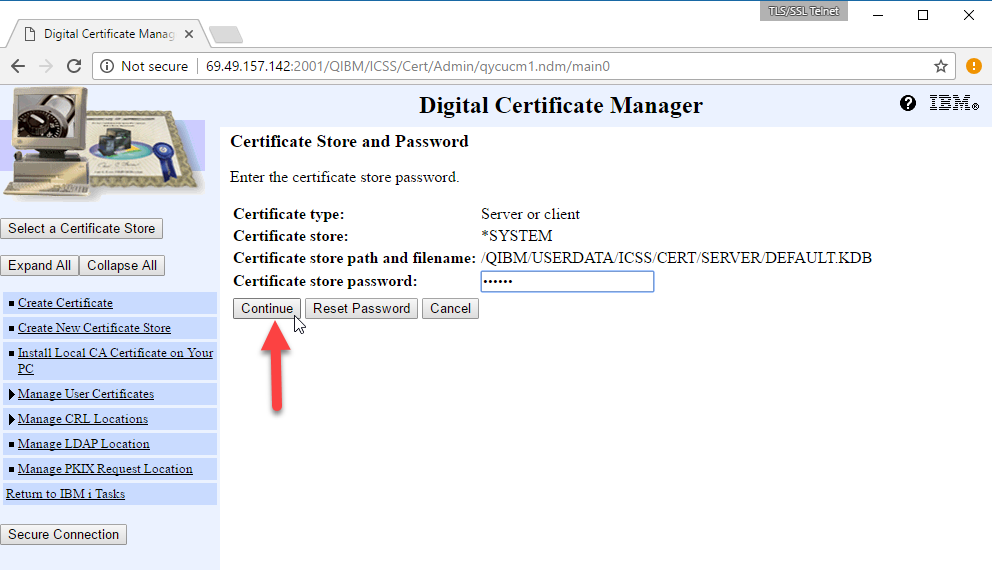 TLS/SSL Telnet
Digital Certificate Manag
Not secure
69.49.157.142:2001/QIBM/ICSS/Cert/Admin/qycucm1.ndm/main0
Digital Certificate Manager
IBM®
Select a Certificate Store
Expand All Collapse All
Create Certificate
Create New Certificate Store
Install Local CA Certificate on Your
PC
Manage User Certificates
Manage CRL Locations
Manage LDAP Location
Manage PKIX Request Location
Return to IBM i Tasks
Secure Connection
Certificate Store and Password
Enter the certificate store password.
Certificate type: Server or client
Certificate store: *SYSTEM
Certificate store path and filename: /QIBM/USERDATA/ICSS/CERT/SERVER/DEFAULT.KDB
Certificate store password: ••••••
Continue Reset Password Cancel